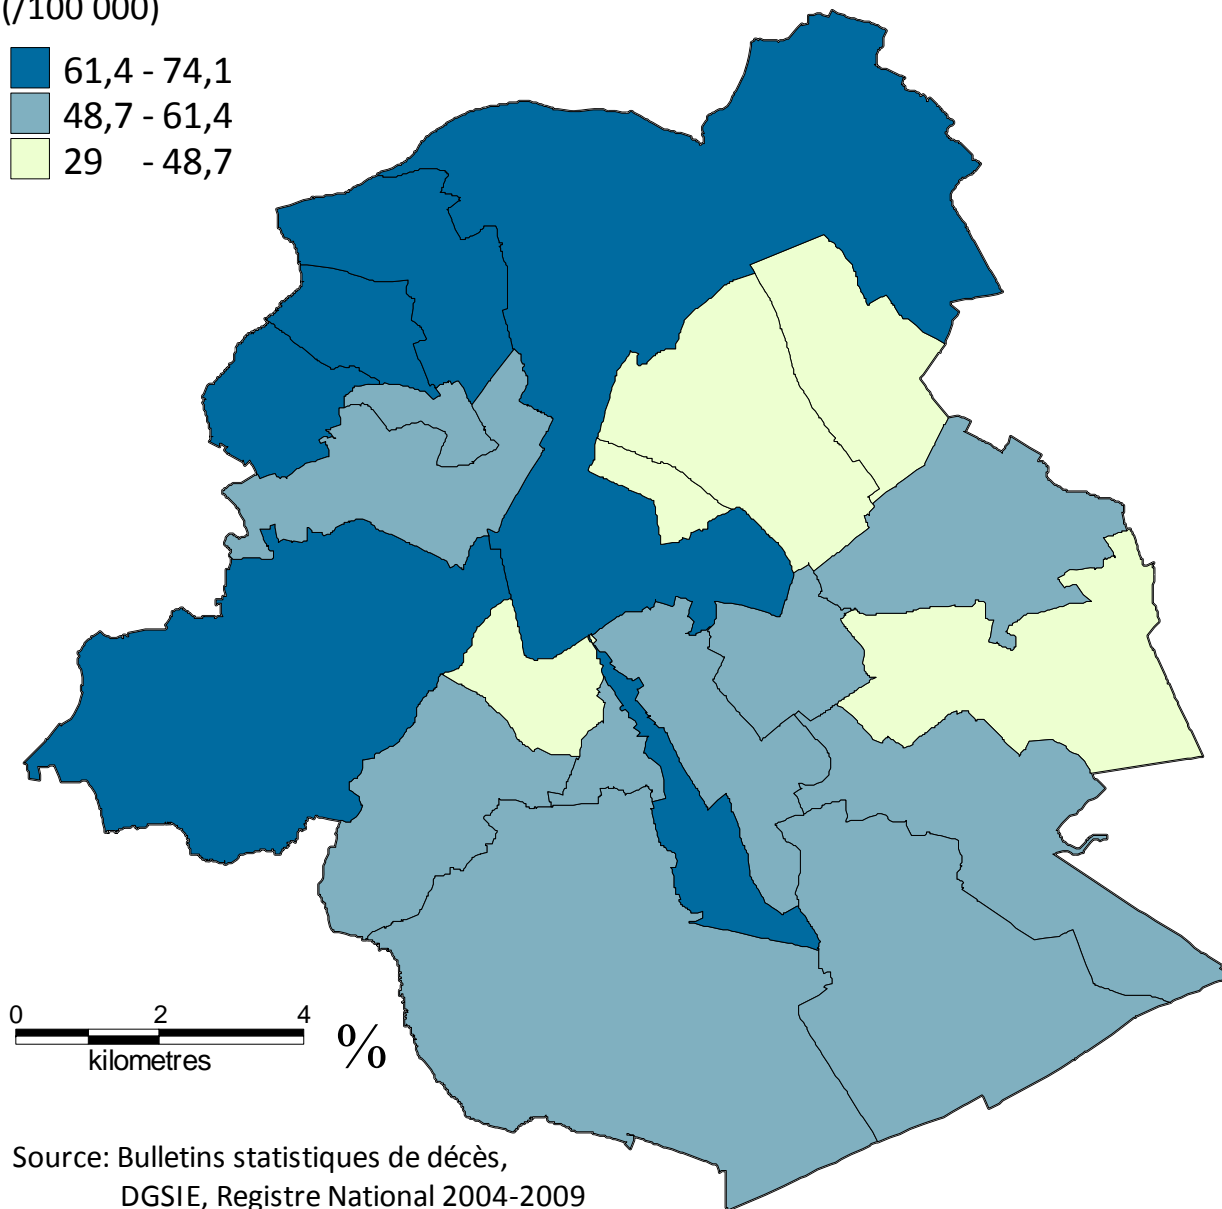 (/100 000)
61,4 - 74,1
48,7 - 61,4
29 - 48,7
0 2 4
kilometres
%
Source: Bulletins statistiques de décès,
DGSIE, Registre National 2004-2009